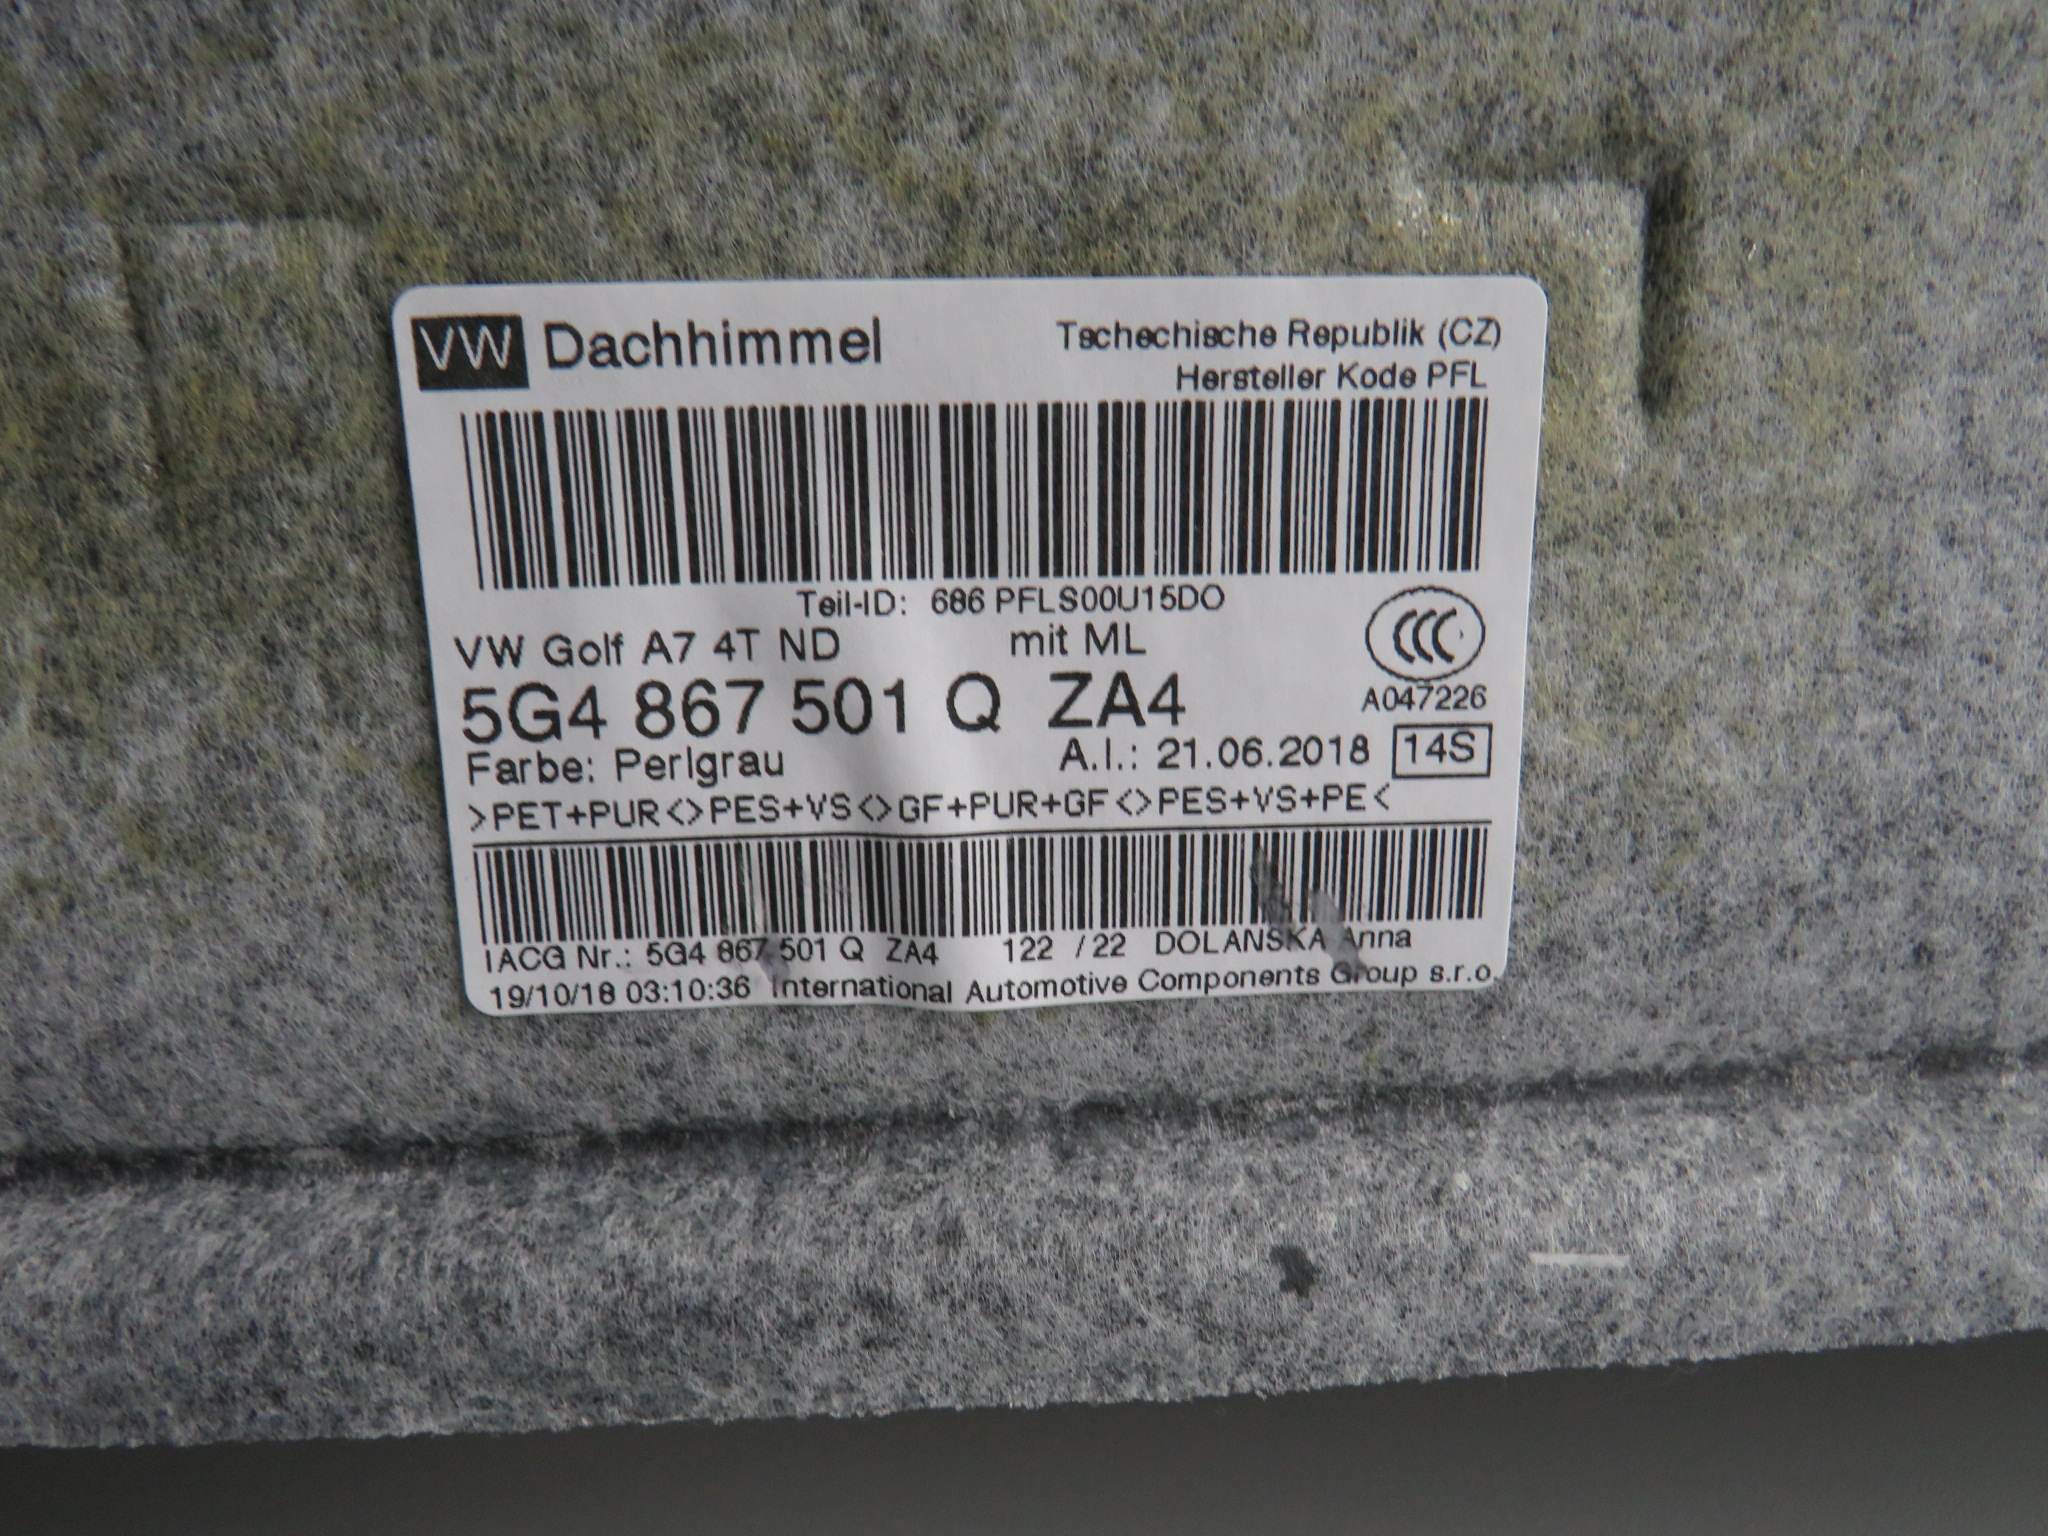 VW Dachhimmel
Tschechische Republik (CZ)
Hersteller Kode PFL
Teil-ID: 686 PFLS00U15DO
VW Golf A7 4T ND mit ML
CCC
5G4 867 501 Q ZA4
A047226
Farbe: Perlgrau A.I.: 21.06.2018 14S
>PET+PUR<>PES+VS<>GF+PUR+GF<>PES+VS+PE<
IACG Nr.: 5G4 867 501 Q ZA4 122 /22 DOLANSKA Anna
19/10/18 03:10:36 International Automotive Components Group s.r.o.